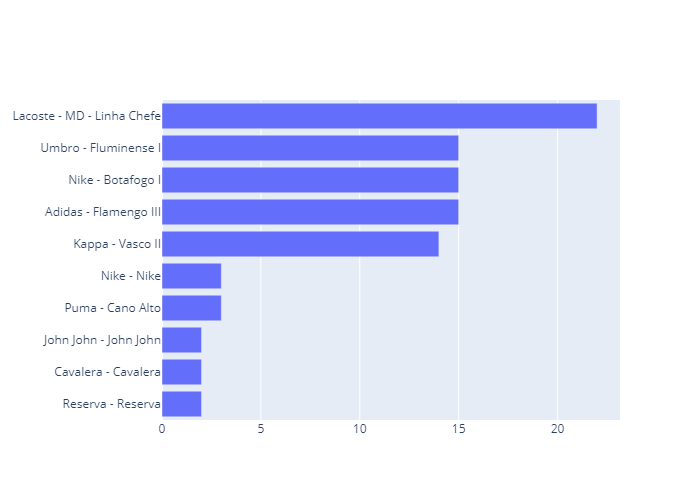 Lacoste - MD - Linha Chefe
Umbro - Fluminense I
Nike - Botafogo I
Adidas - Flamengo III
Kappa - Vasco II
Nike - Nike
Puma - Cano Alto
John John - John John
Cavalera - Cavalera
Reserva - Reserva
0 5 10 15 20